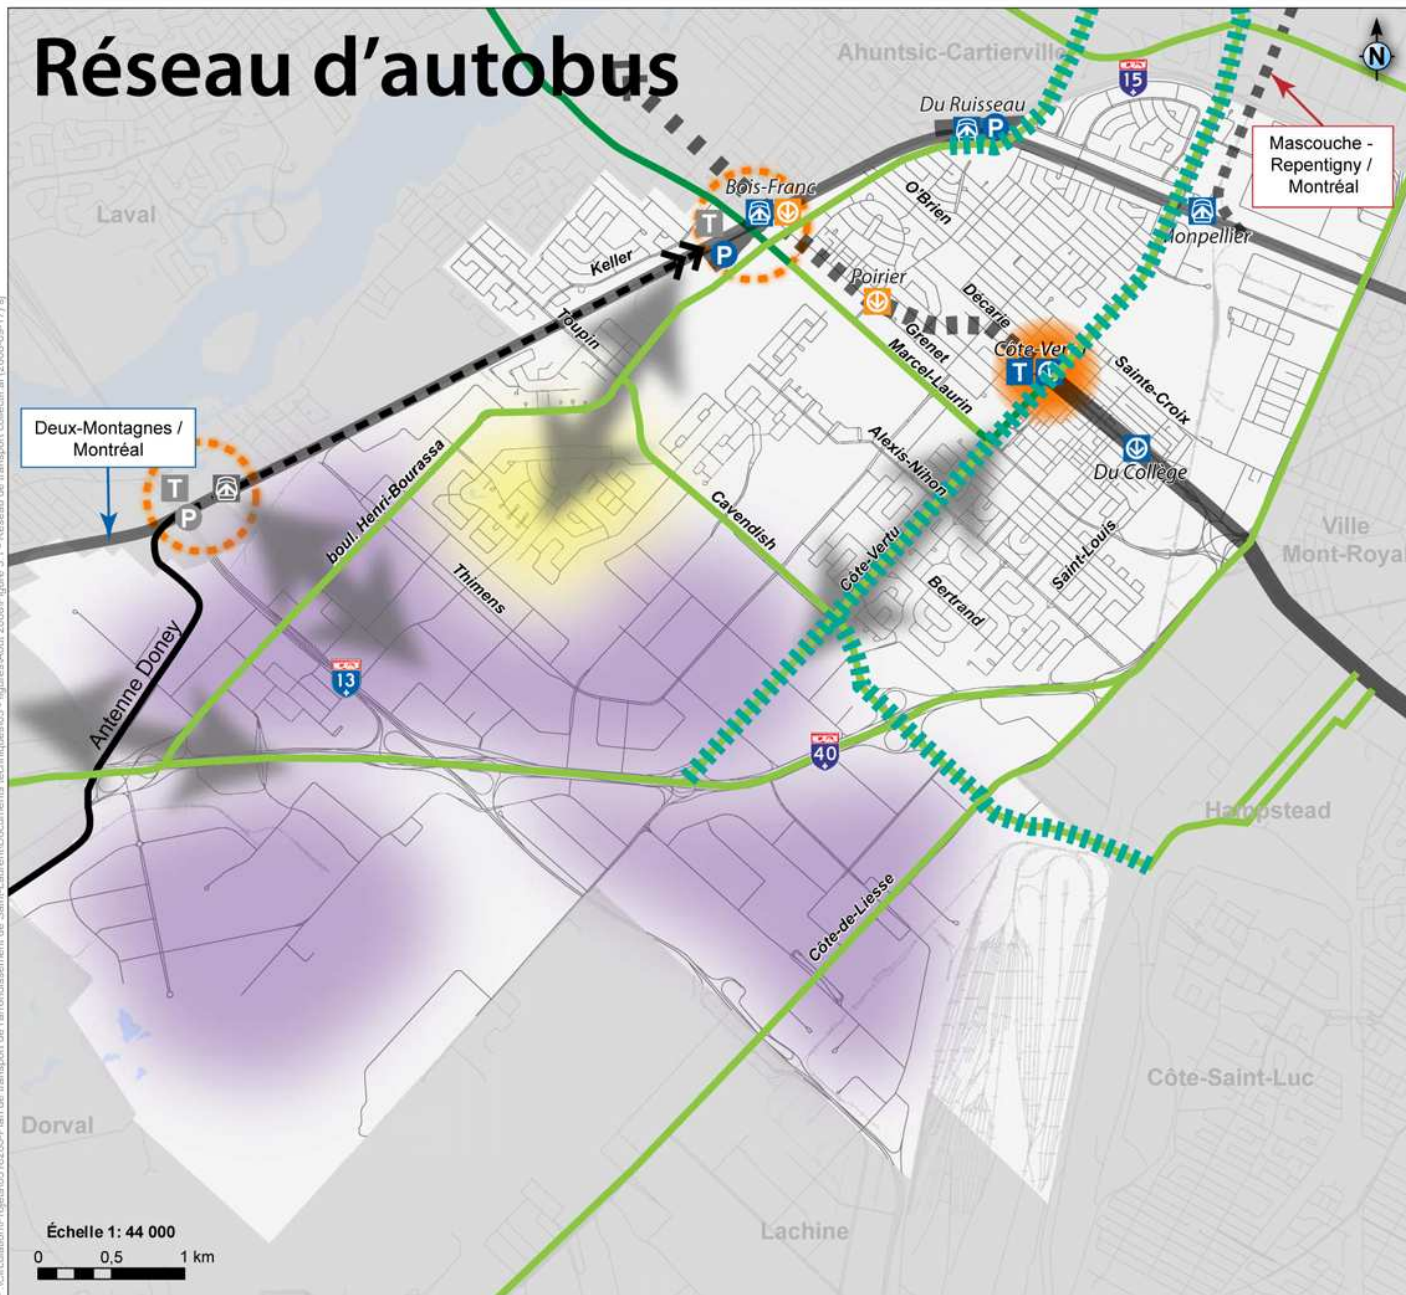 Réseau d'autobus
N
Ahuntsic-Cartierville
15
Du Ruisseau
P
Mascouche -
Repentigny /
Montréal
Laval
Bois-Franc
T
P
O'Brien
Monpellier
Keller
Poirier
Toupin
Décarie
Grenet
Marcel-Laurin
Côte-Vertu
T
Sainte-Croix
Deux-Montagnes /
Montréal
T
P
boul. Henri-Bourassa
Alexis-Nihon
Du Collège
Cavendish
Ville
Mont-Royal
Côte-Vertu
Saint-Louis
Thimens
Bertrand
Antenne Doney
13
40
Hampstead
Côte-de-Liesse
Côte-Saint-Luc
Dorval
Lachine
Échelle 1: 44 000
0 0,5 1 km